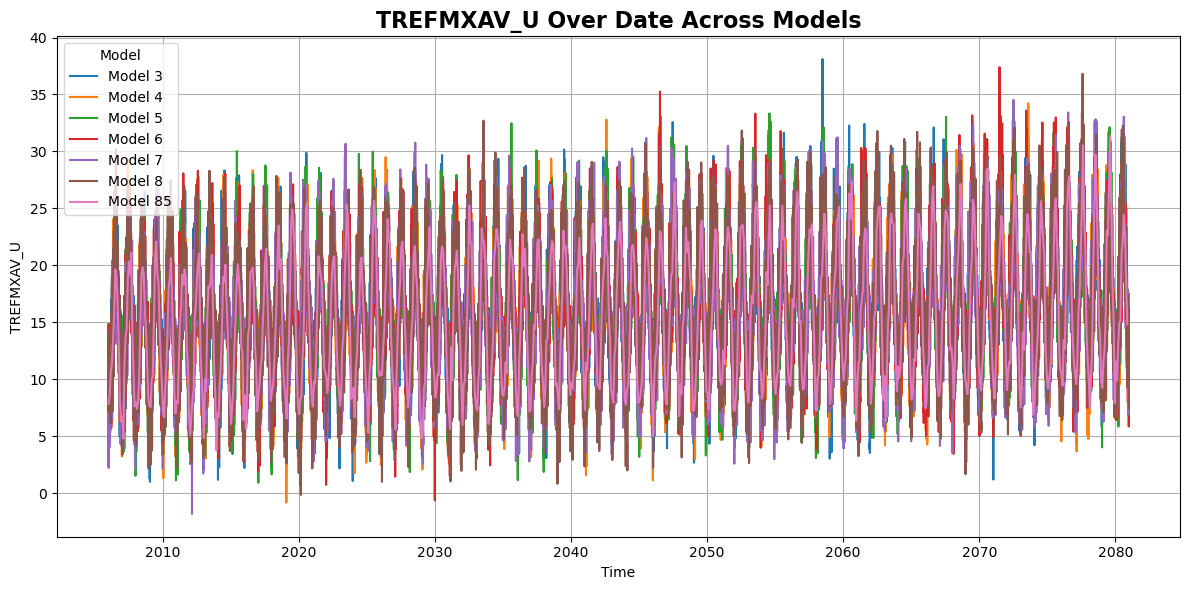 TREFMXAV_U Over Date Across Models
TREFMXAV_U
40
35
30
25
20
15
10
5
0
Model
Model 3
Model 4
Model 5
Model 6
Model 7
Model 8
Model 85
2010 2020 2030 2040 2050 2060 2070 2080
Time